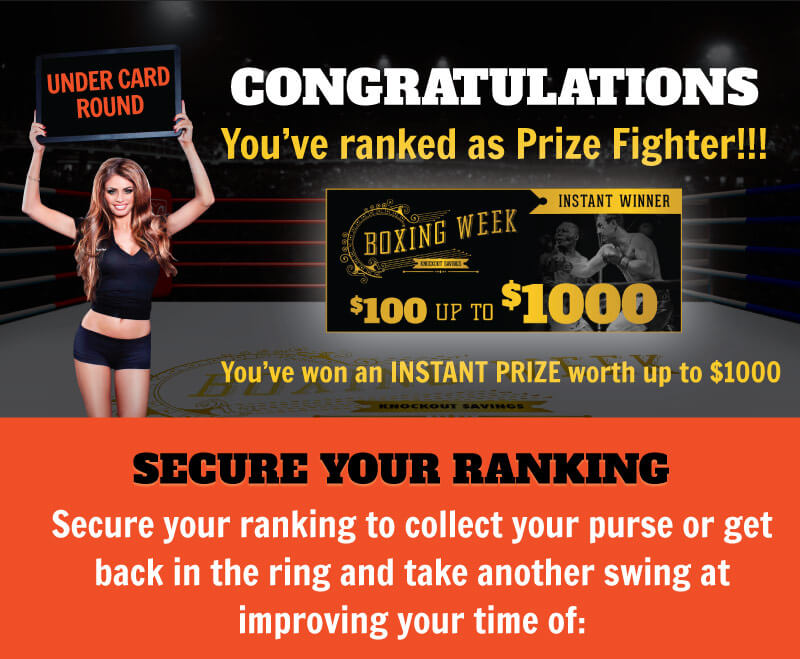 UNDER CARD
ROUND
CONGRATULATIONS
You've ranked as Prize Fighter!!!
INSTANT WINNER
BOXING WEEK
KNOCKOUT SAVINGS
$100 UP TO $1000
You've won an INSTANT PRIZE worth up to $1000
KNOCKOUT SAVINGS
SECURE YOUR RANKING
Secure your ranking to collect your purse or get
back in the ring and take another swing at
improving your time of: